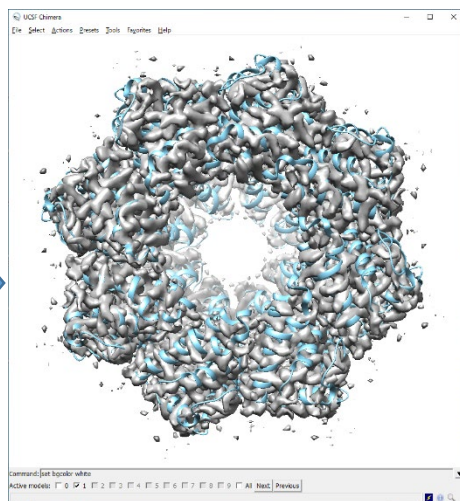 UCSF Chimera
File Select Actions Presets Tools Favorites Help
Command: set bgcolor white
Active models: 0 1 2 3 4 5 6 7 8 9 All Next Previous